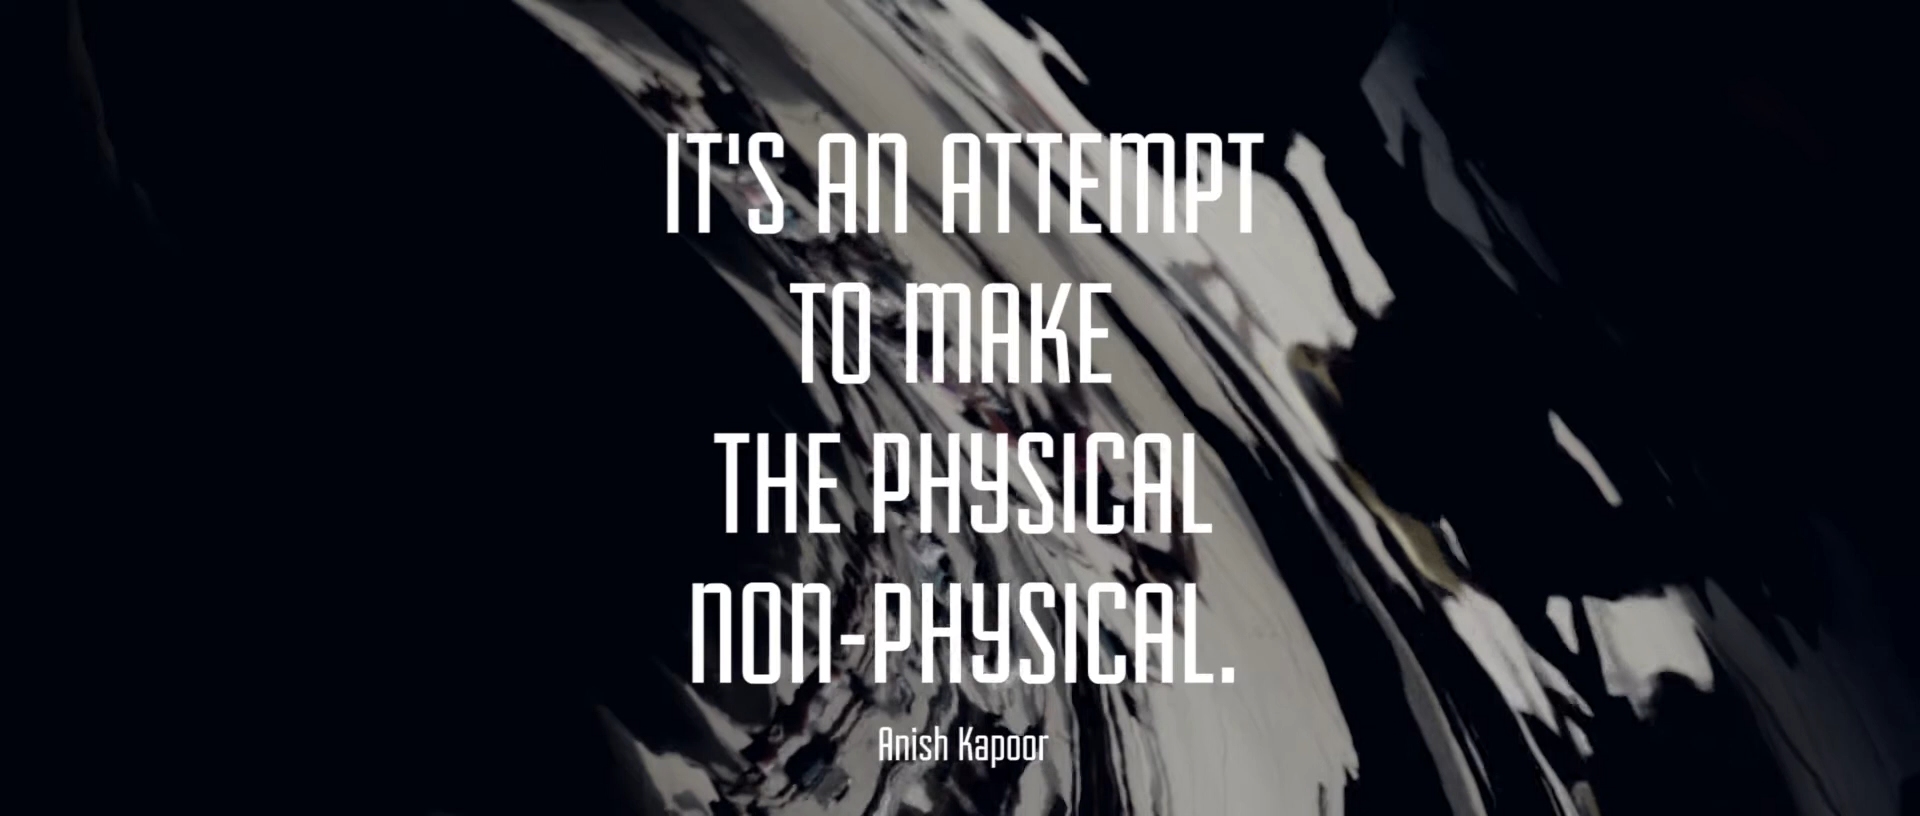 IT'S AN ATTEMPT
TO MAKE
THE PHYSICAL
NON-PHYSICAL.
Anish Kapoor